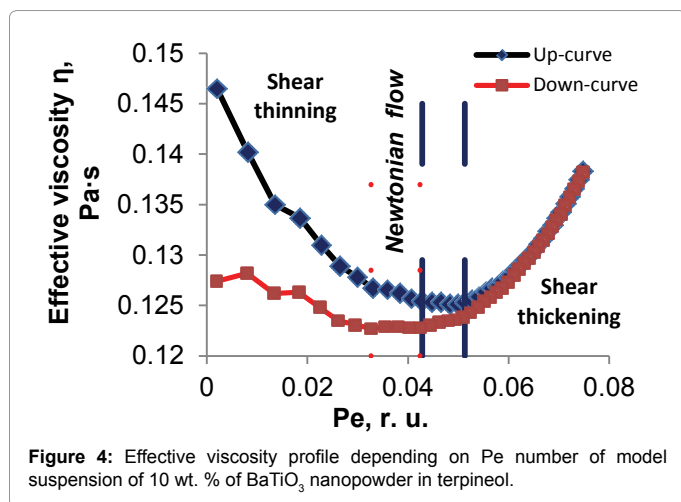 0.15
0.145
0.14
0.135
0.13
0.125
0.12
Effective viscosity η,
Pa·s
Shear
thinning
Newtonian flow
Up-curve
Down-curve
Shear
thickening
0 0.02 0.04 0.06 0.08
Pe, r. u.
Figure 4: Effective viscosity profile depending on Pe number of model
suspension of 10 wt. % of BaTiO₃ nanopowder in terpineol.